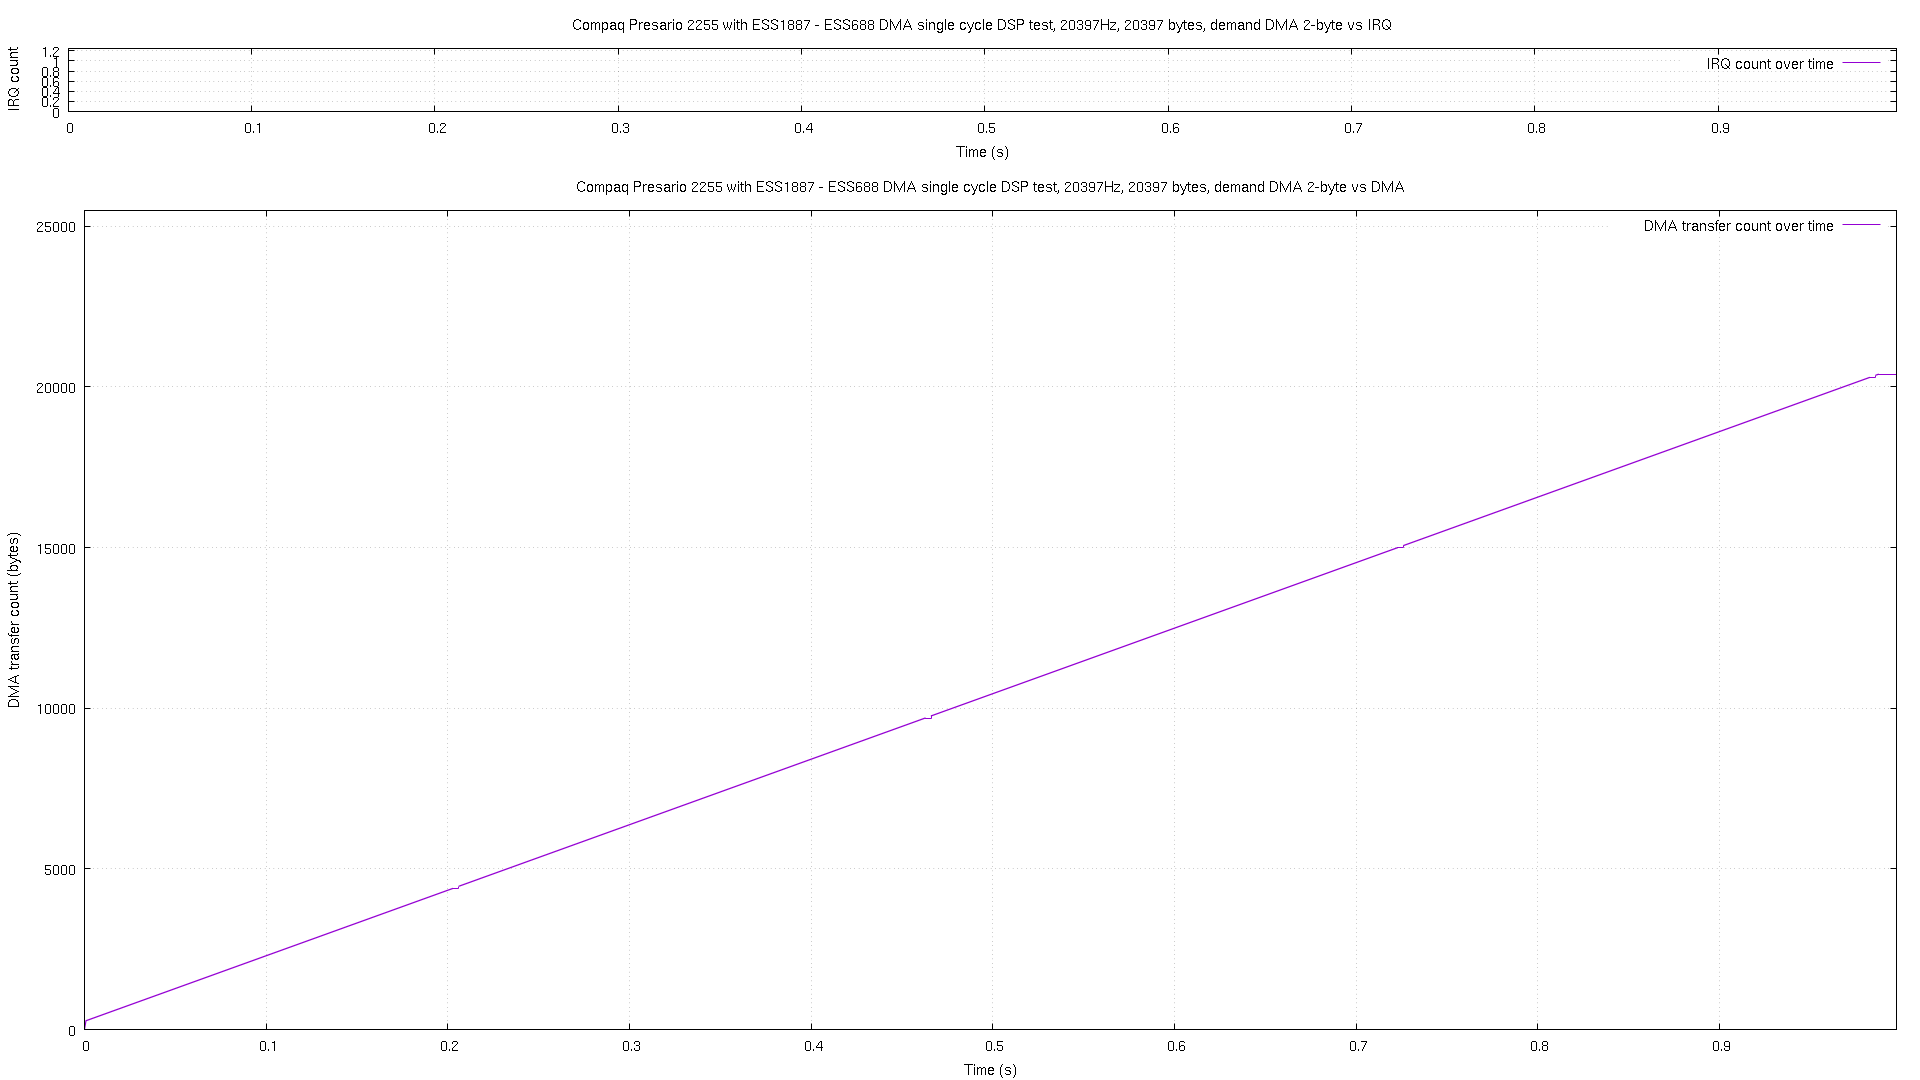 Compaq Presario 2255 with ESS1887 - ESS688 DMA single cycle DSP test, 20397Hz, 20397 bytes, demand DMA 2-byte vs IRQ
IRQ count
1.2
1
0.8
0.6
0.4
0.2
0
IRQ count over time
0 0.1 0.2 0.3 0.4 0.5 0.6 0.7 0.8 0.9
Time (s)
Compaq Presario 2255 with ESS1887 - ESS688 DMA single cycle DSP test, 20397Hz, 20397 bytes, demand DMA 2-byte vs DMA
DMA transfer count (bytes)
25000
20000
15000
10000
5000
0
DMA transfer count over time
0 0.1 0.2 0.3 0.4 0.5 0.6 0.7 0.8 0.9
Time (s)